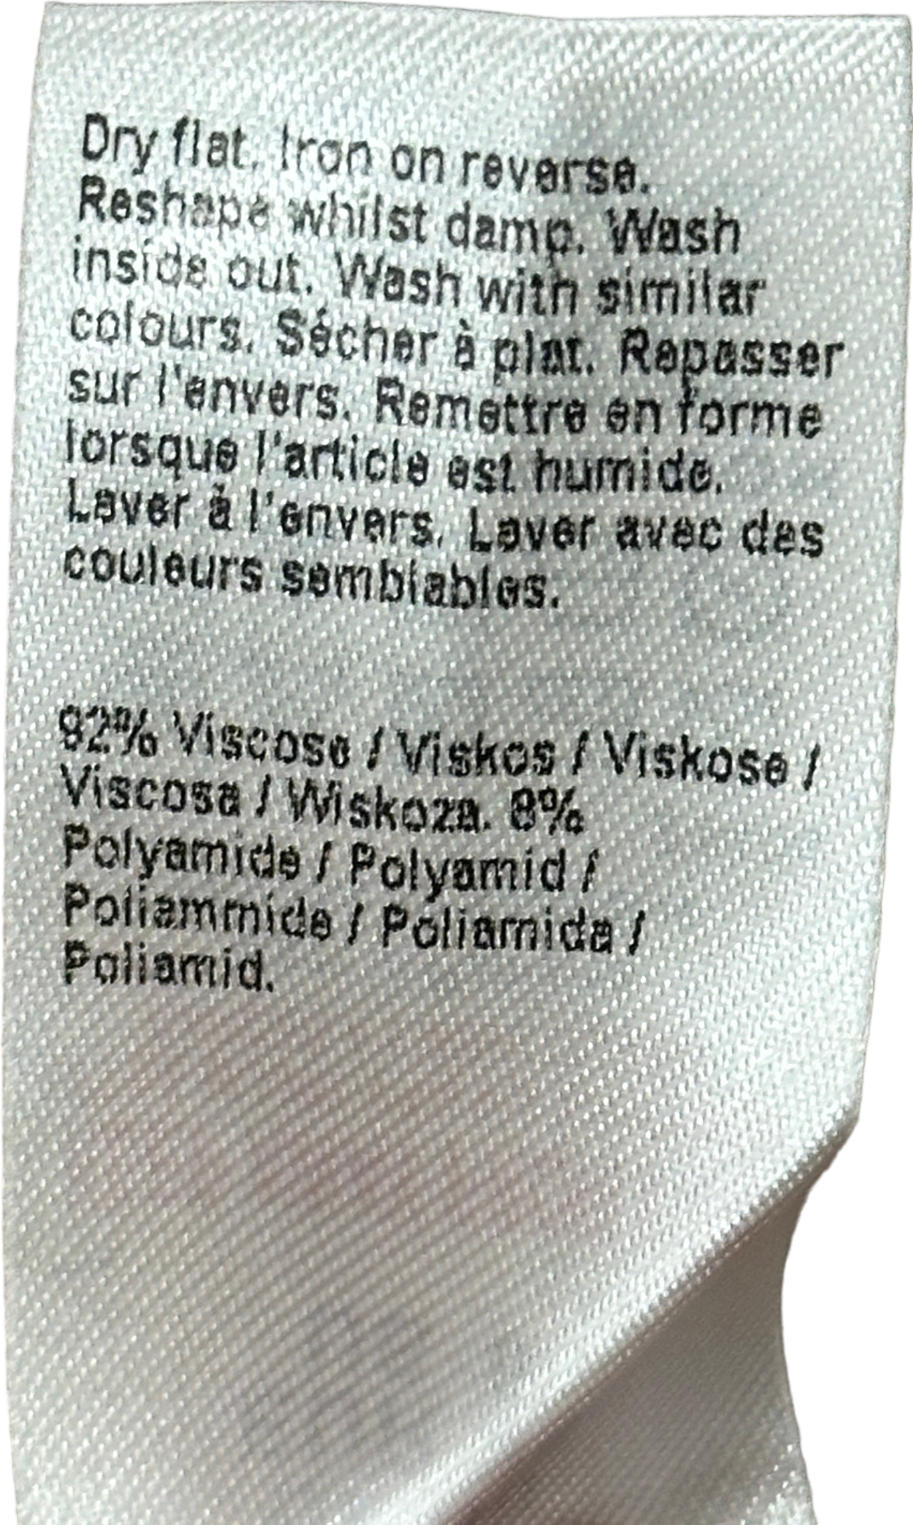 Dry flat. Iron on reverse.
Reshape whilst damp. Wash
inside out. Wash with similar
colours. Sécher à plat. Repasser
sur l'envers. Remettre en forme
lorsque l'article est humide.
Laver à l'envers. Laver avec des
couleurs semblables.
92% Viscose / Viskos / Viskose /
Viscosa / Wiskoza. 8%
Polyamide / Polyamid /
Poliammide / Poliamida /
Poliamid.